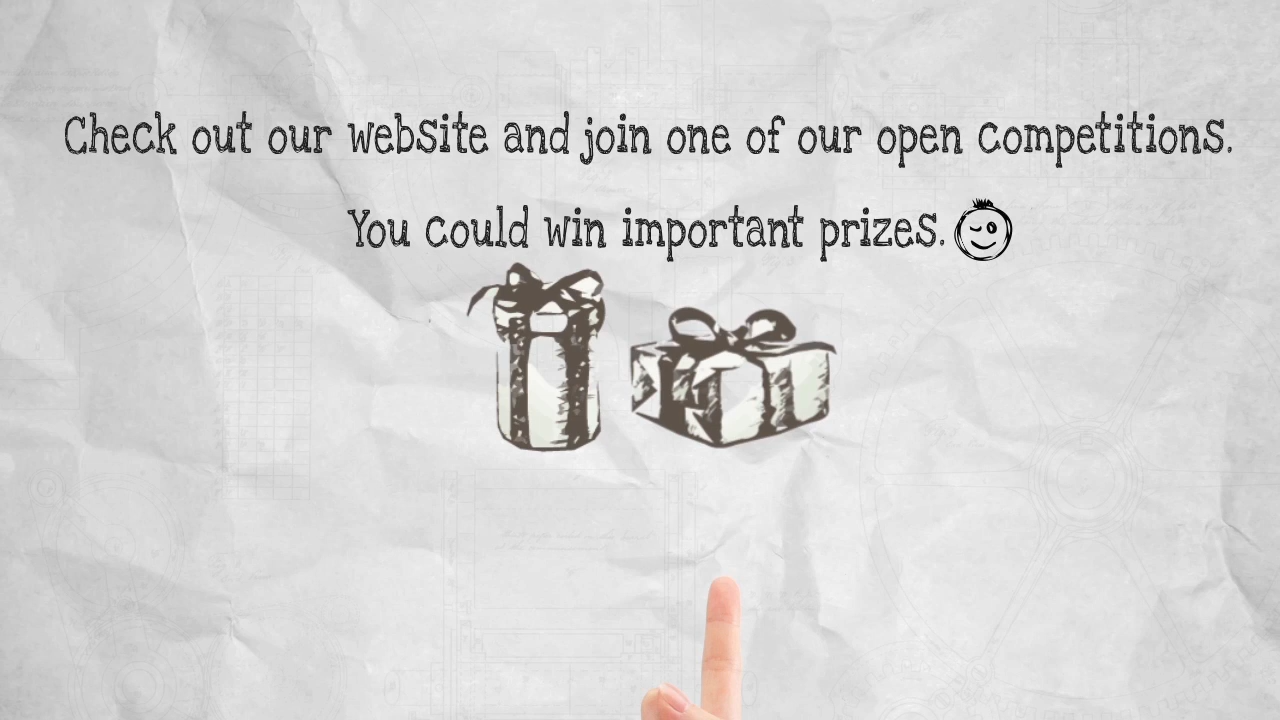 Check out our website and join one of our open competitions.
You could win important prizes.